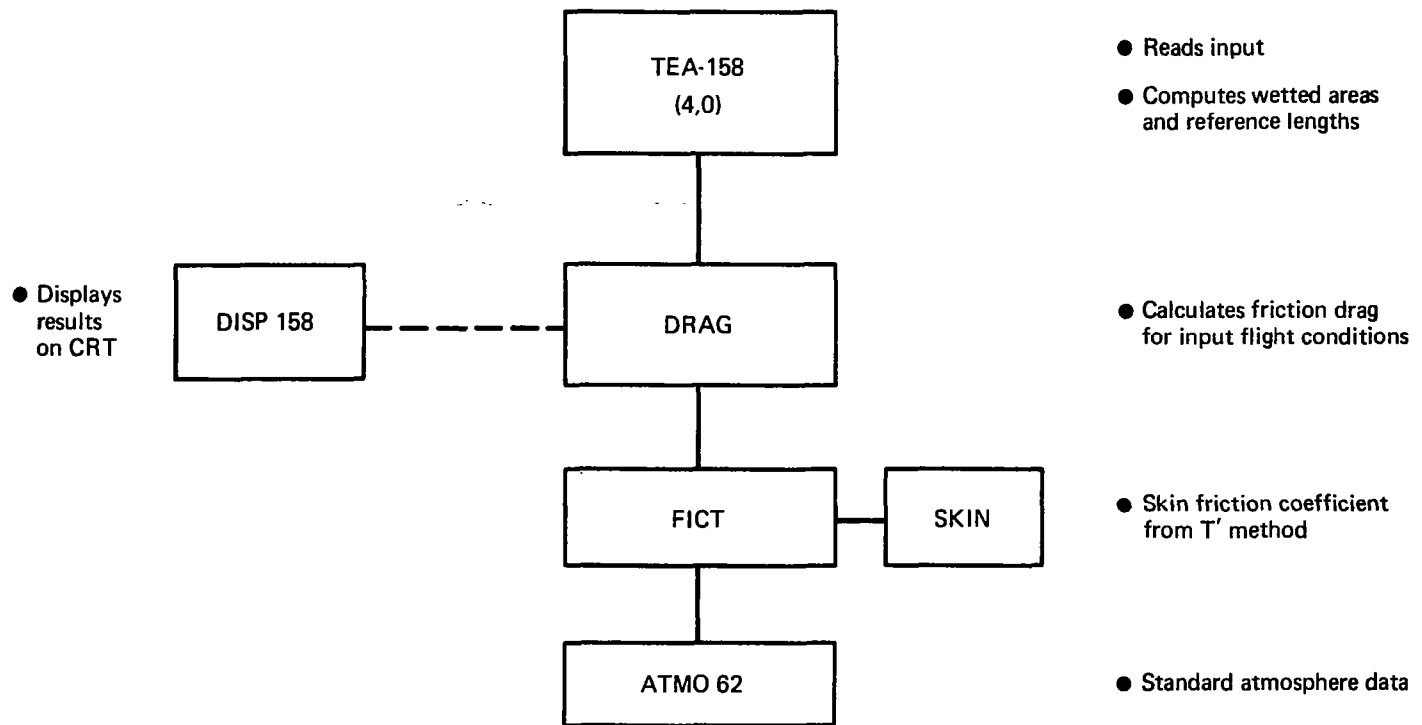 TEA-158
(4,0)
● Reads input
● Computes wetted areas
and reference lengths
● Displays
results
on CRT
DISP 158
DRAG
● Calculates friction drag
for input flight conditions
FICT
SKIN
● Skin friction coefficient
from T′ method
ATMO 62
● Standard atmosphere data